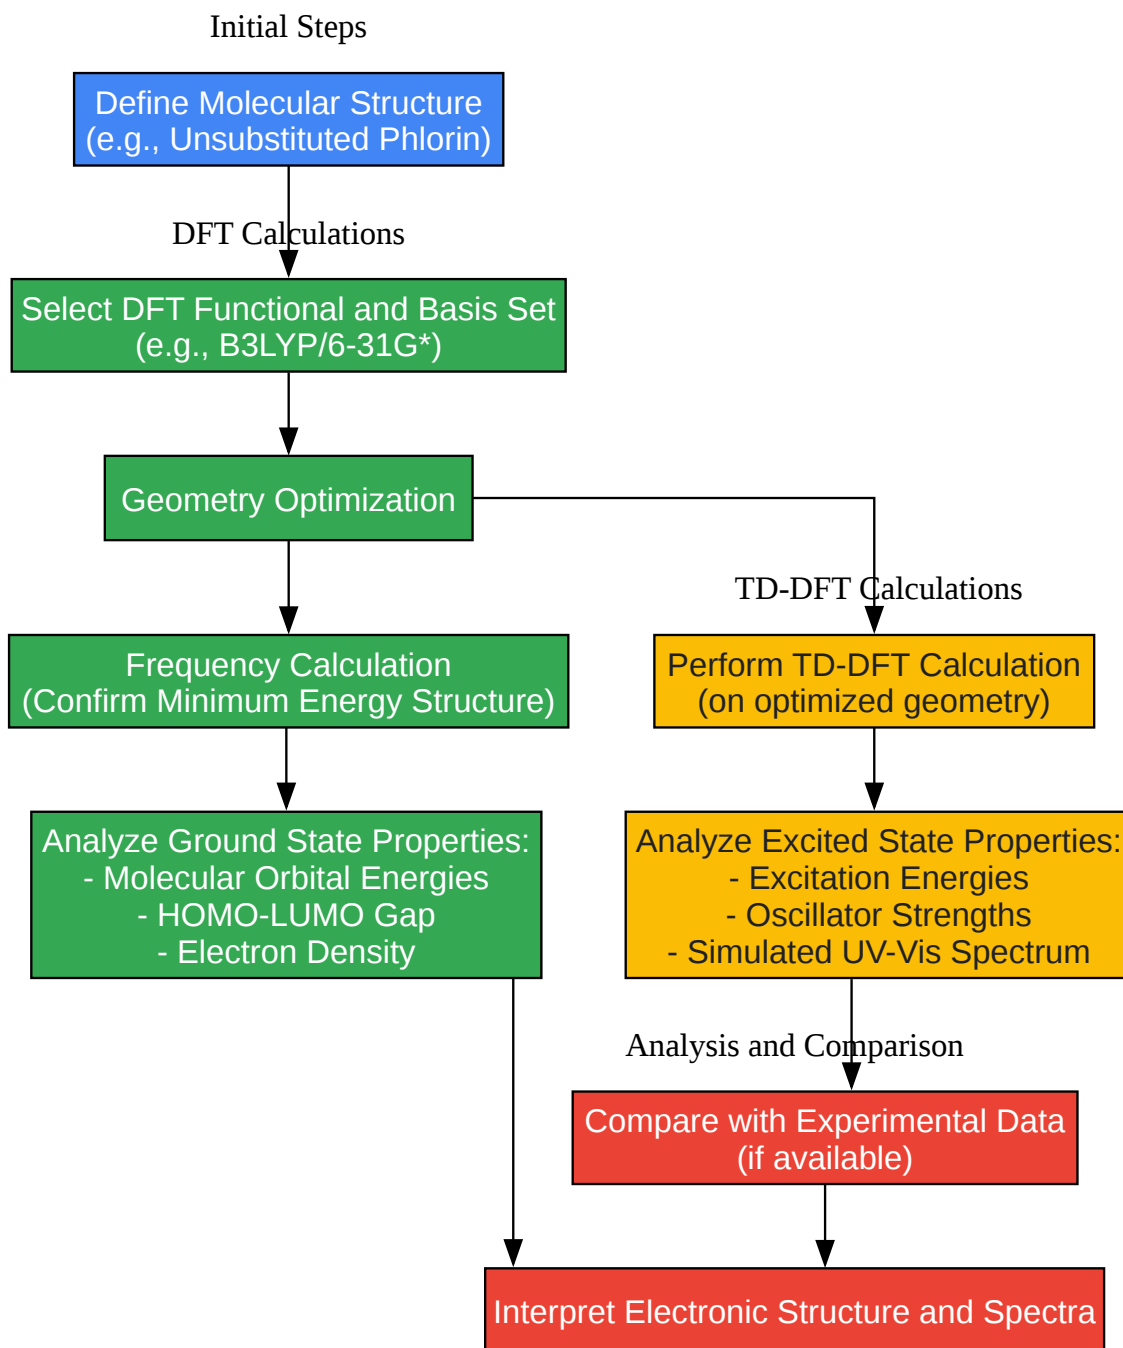 Initial Steps
Define Molecular Structure
(e.g., Unsubstituted Phlorin)
DFT Calculations
Select DFT Functional and Basis Set
(e.g., B3LYP/6-31G*)
Geometry Optimization
TD-DFT Calculations
Frequency Calculation
(Confirm Minimum Energy Structure)
Perform TD-DFT Calculation
(on optimized geometry)
Analyze Ground State Properties:
- Molecular Orbital Energies
- HOMO-LUMO Gap
- Electron Density
Analyze Excited State Properties:
- Excitation Energies
- Oscillator Strengths
- Simulated UV-Vis Spectrum
Analysis and Comparison
Compare with Experimental Data
(if available)
Interpret Electronic Structure and Spectra